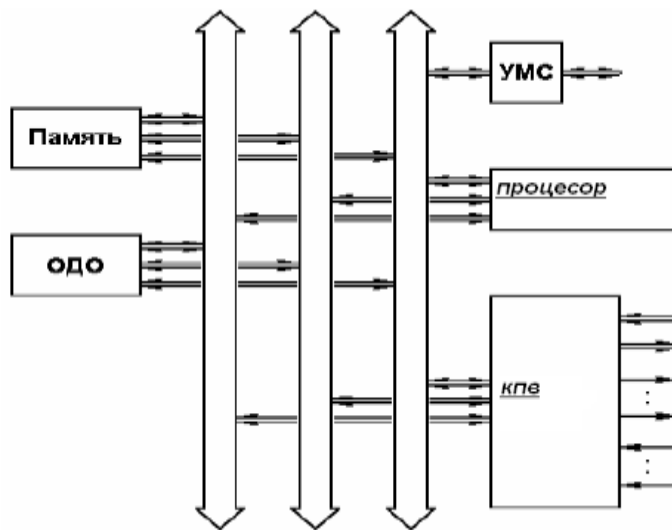 УМС
Память
процесор
ОДО
кпв